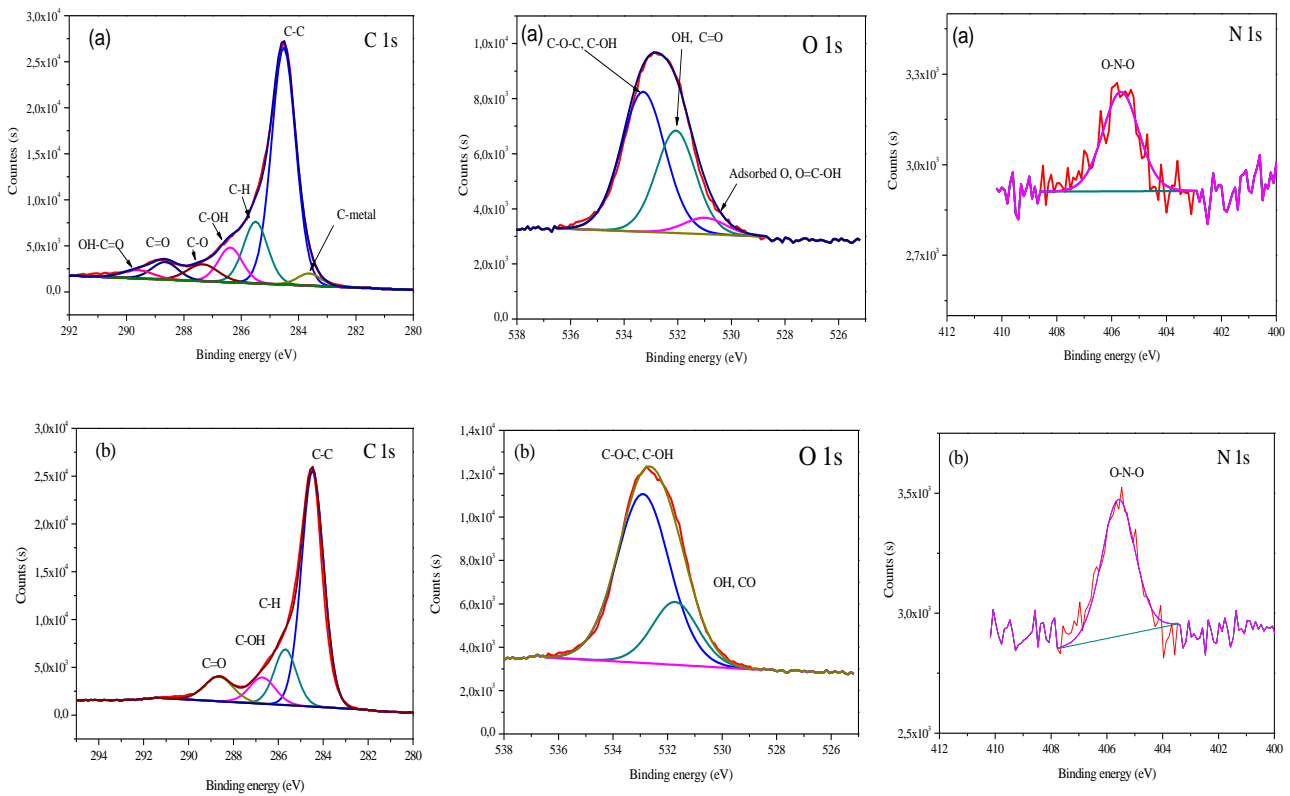 (a)
C 1s
C-C
C-H
C-OH
C-metal
OH-C=O
C=O
C-O
3,0x10⁴
2,5x10⁴
2,0x10⁴
1,5x10⁴
1,0x10⁴
5,0x10³
0,0
292 290 288 286 284 282 280
Countes (s)
Binding energy (eV)
(a)
O 1s
C-O-C, C-OH
OH, C=O
Adsorbed O, O=C-OH
1,0x10⁴
8,0x10³
6,0x10³
4,0x10³
2,0x10³
0,0
538 536 534 532 530 528 526
Counts (s)
Binding energy (eV)
(a)
N 1s
O-N-O
3,3x10³
3,0x10³
2,7x10³
412 410 408 406 404 402 400
Counts (s)
Binding energy (eV)
(b)
C 1s
C-C
C-H
C-OH
C=O
3,0x10⁴
2,5x10⁴
2,0x10⁴
1,5x10⁴
1,0x10⁴
5,0x10³
0,0
294 292 290 288 286 284 282 280
Counts (s)
Binding energy (eV)
(b)
O 1s
C-O-C, C-OH
OH, CO
1,4x10⁴
1,2x10⁴
1,0x10⁴
8,0x10³
6,0x10³
4,0x10³
2,0x10³
0,0
538 536 534 532 530 528 526
Counts (s)
Binding energy (eV)
(b)
N 1s
O-N-O
3,5x10³
3,0x10³
2,5x10³
412 410 408 406 404 402 400
Counts (s)
Binding energy (eV)